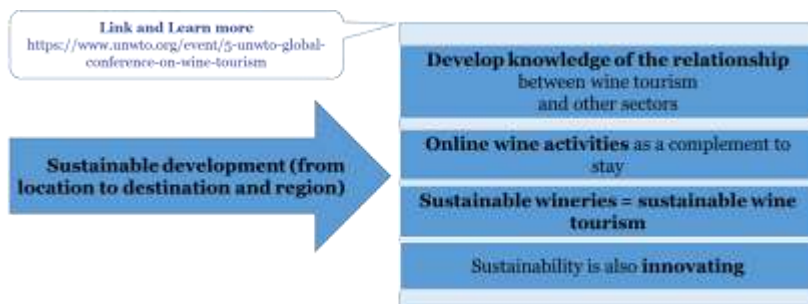 Link and Learn more
https://www.unwto.org/event/5-unwto-global-
conference-on-wine-tourism
Sustainable development (from
location to destination and region)
Develop knowledge of the relationship
between wine tourism
and other sectors
Online wine activities as a complement to
stay
Sustainable wineries = sustainable wine
tourism
Sustainability is also innovating